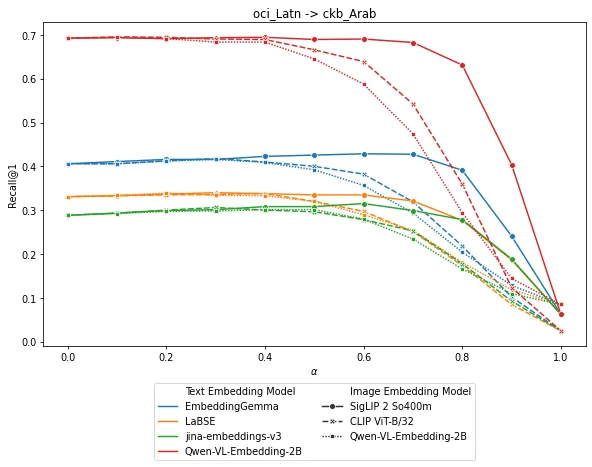 oci_Latn -> ckb_Arab
Recall@1
0.7
0.6
0.5
0.4
0.3
0.2
0.1
0.0
0.0 0.2 0.4 0.6 0.8 1.0
α
Text Embedding Model Image Embedding Model
EmbeddingGemma SigLIP 2 So400m
LaBSE CLIP ViT-B/32
jina-embeddings-v3 Qwen-VL-Embedding-2B
Qwen-VL-Embedding-2B